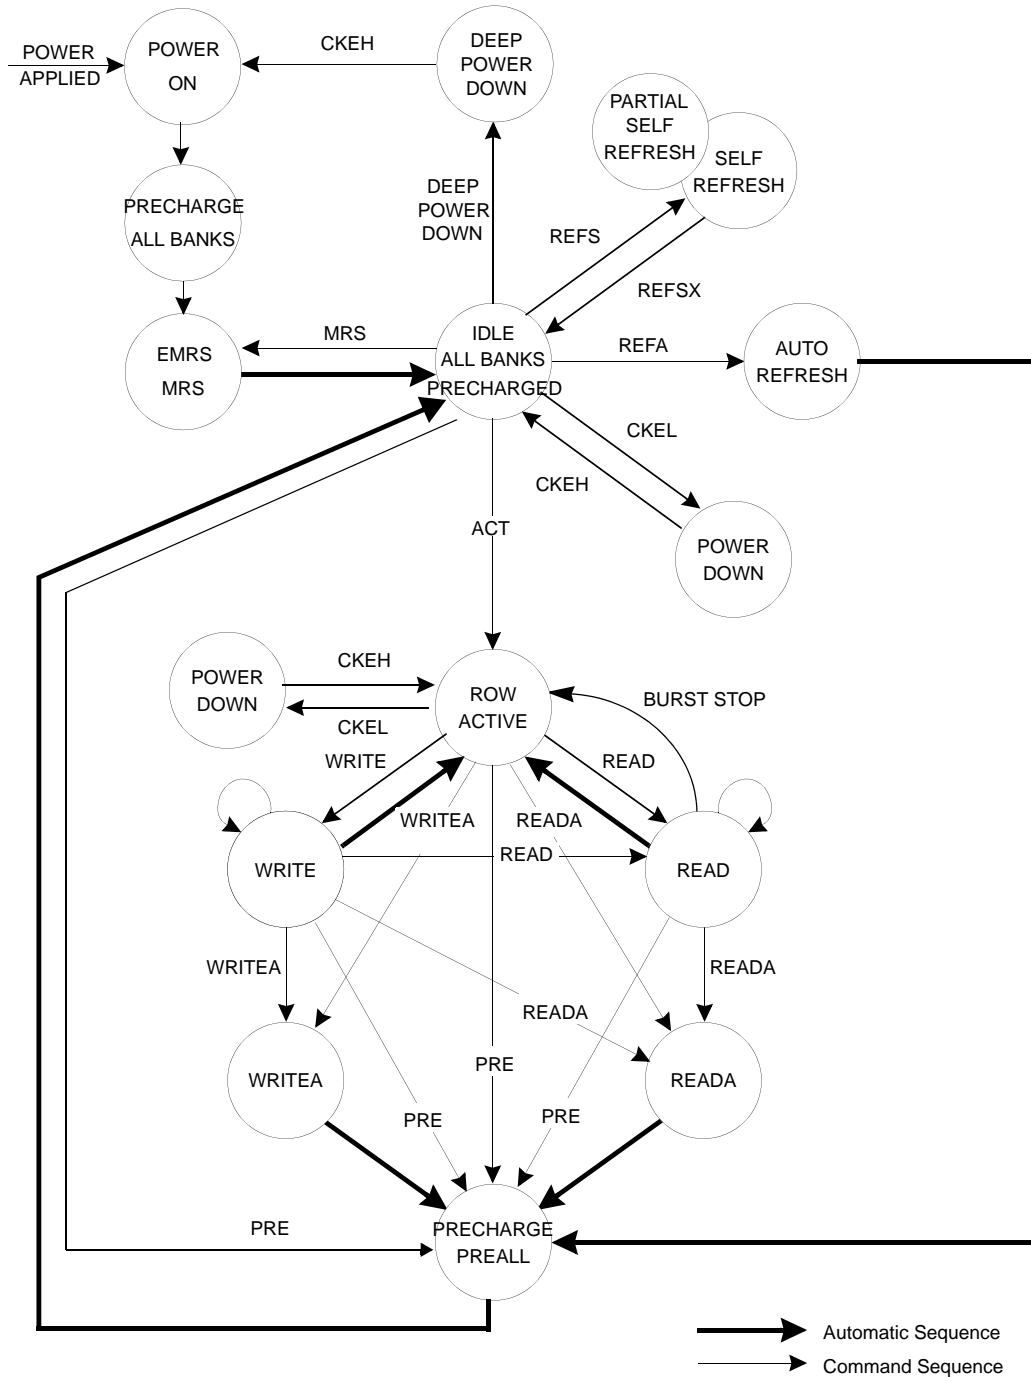 POWER
APPLIED
POWER
ON
CKEH
DEEP
POWER
DOWN
PARTIAL
SELF
REFRESH
SELF
REFRESH
PRECHARGE
ALL BANKS
DEEP
POWER
DOWN
REFS
REFSX
EMRS
MRS
MRS
IDLE
ALL BANKS
PRECHARGED
REFA
AUTO
REFRESH
CKEL
CKEH
ACT
POWER
DOWN
POWER
DOWN
CKEH
CKEL
ROW
ACTIVE
BURST STOP
WRITE
READ
WRITEA
READA
WRITE
READ
READ
WRITEA
READA
READA
WRITEA
PRE
READA
PRE
PRE
PRE
PRECHARGE
PREALL
Automatic Sequence
Command Sequence